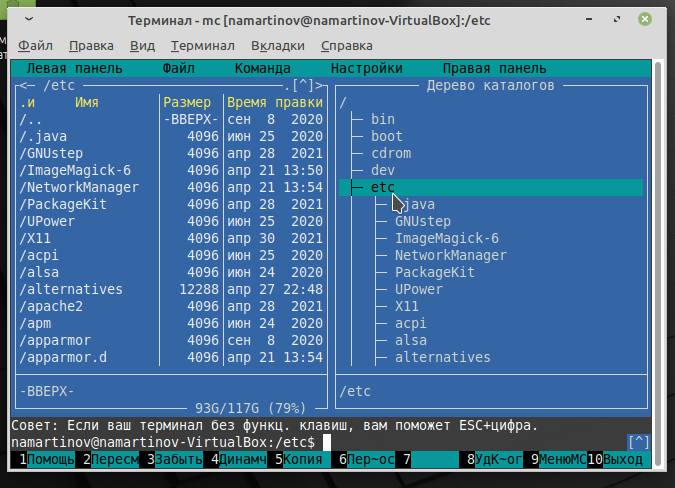 Терминал - mc [namartinov@namartinov-VirtualBox]:/etc
Файл Правка Вид Терминал Вкладки Справка
Левая панель Файл Команда Настройки Правая панель
<─ /etc .[^]> Дерево каталогов
.и Имя Размер Время правки /
/.. -ВВЕРХ- сен 8 2020 bin
/.java 4096 июн 25 2020 boot
/GNUstep 4096 апр 28 2021 cdrom
/ImageMagick-6 4096 апр 21 13:50 dev
/NetworkManager 4096 апр 21 13:54 etc
/PackageKit 4096 апр 28 2021 java
/UPower 4096 июн 25 2020 GNUstep
/X11 4096 апр 30 2021 ImageMagick-6
/acpi 4096 июн 25 2020 NetworkManager
/alsa 4096 июн 24 2020 PackageKit
/alternatives 12288 апр 27 22:48 UPower
/apache2 4096 апр 28 2021 X11
/apm 4096 июн 24 2020 acpi
/apparmor 4096 сен 8 2020 alsa
/apparmor.d 4096 апр 21 13:54 alternatives
-ВВЕРХ- /etc
93G/117G (79%)
Совет: Если ваш терминал без функц. клавиш, вам поможет ESC+цифра.
namartinov@namartinov-VirtualBox:/etc$ [^]
1Помощь 2Пересм 3Забыть 4Динамч 5Копия 6Пер~ос 7 8УдК~ог 9МенюMC 10Выход